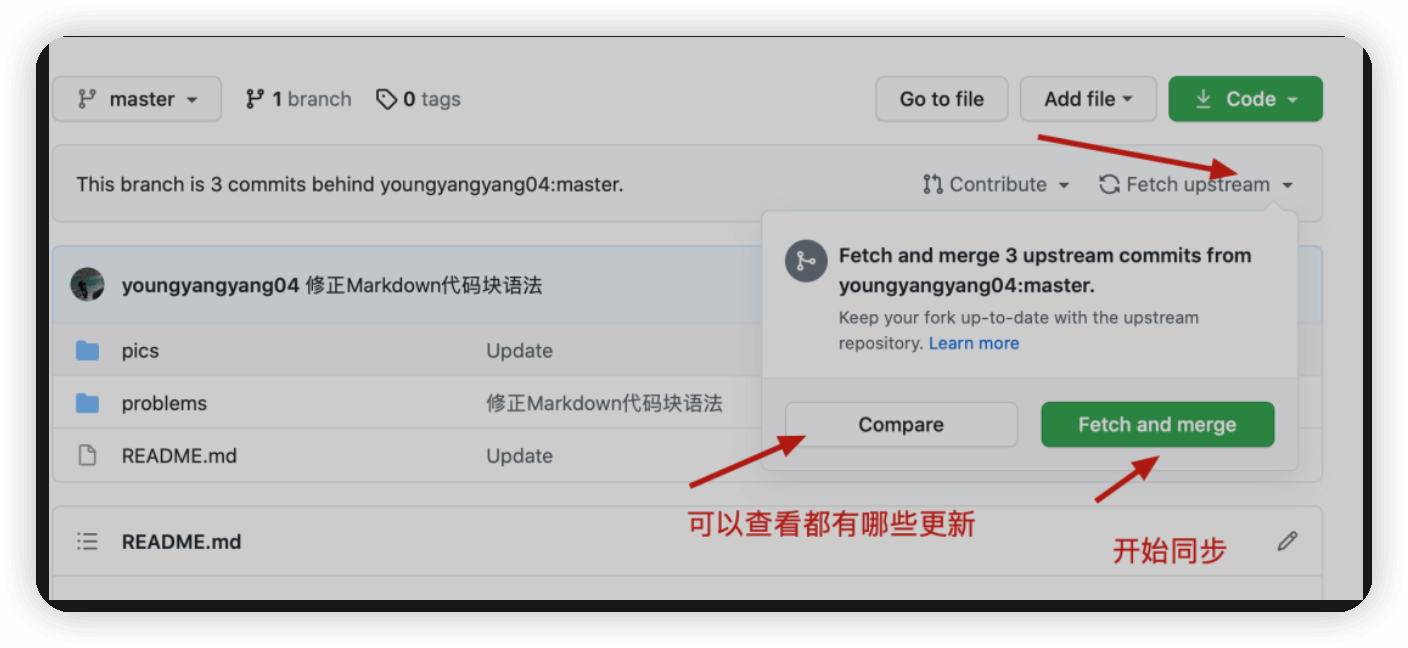 master 1 branch 0 tags Go to file Add file Code
This branch is 3 commits behind youngyangyang04:master. Contribute Fetch upstream
Fetch and merge 3 upstream commits from
youngyangyang04:master.
Keep your fork up-to-date with the upstream
repository. Learn more
Compare Fetch and merge
youngyangyang04 修正Markdown代码块语法
pics Update
problems 修正Markdown代码块语法
README.md Update
可以查看都有哪些更新
开始同步
README.md